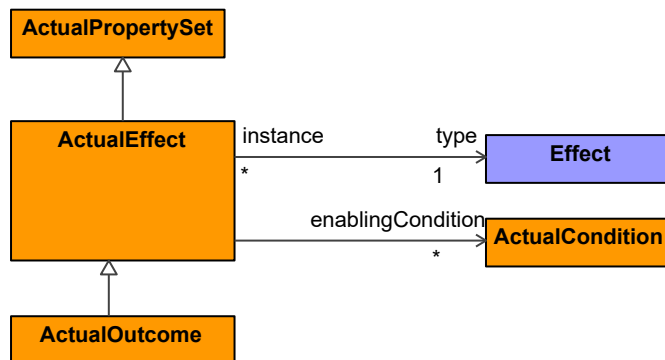 ActualPropertySet
ActualEffect
instance
type
Effect
*
1
enablingCondition
ActualCondition
*
ActualOutcome